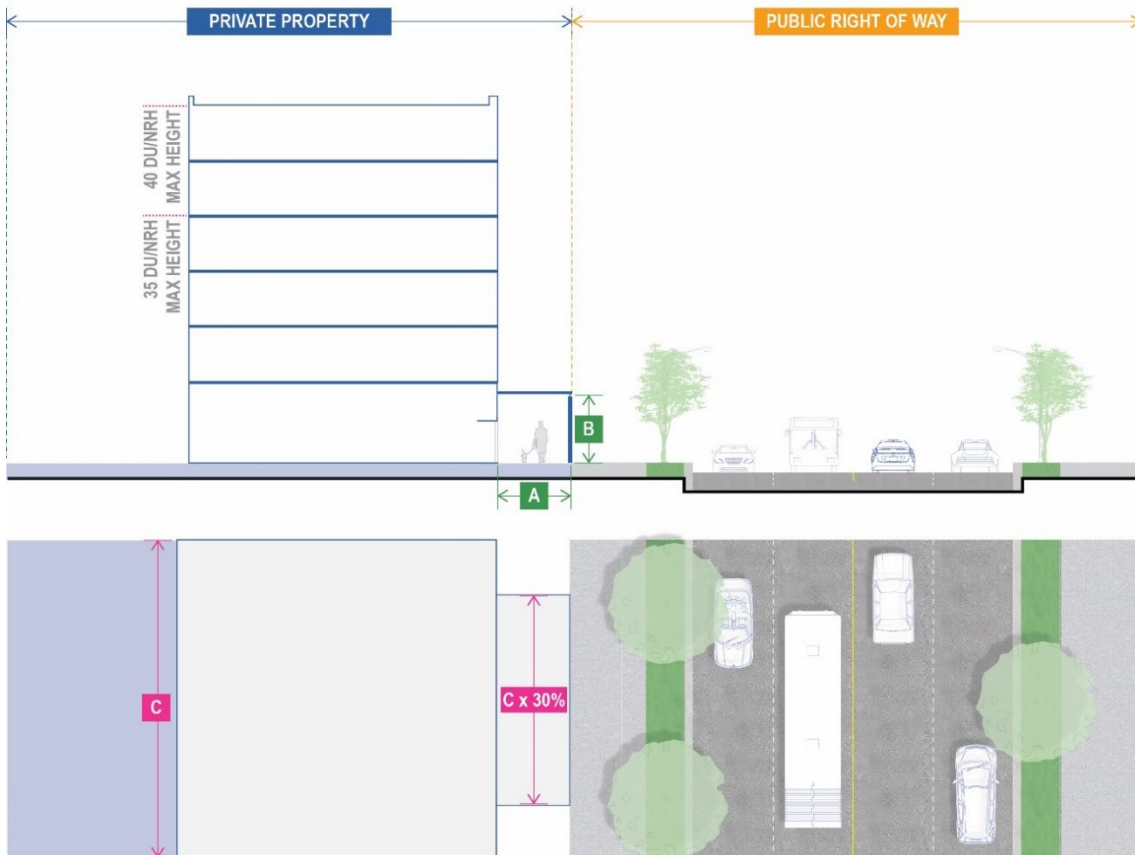 PRIVATE PROPERTY
PUBLIC RIGHT OF WAY
40 DU/NRH
MAX HEIGHT
35 DU/NRH
MAX HEIGHT
B
A
C
C x 30%